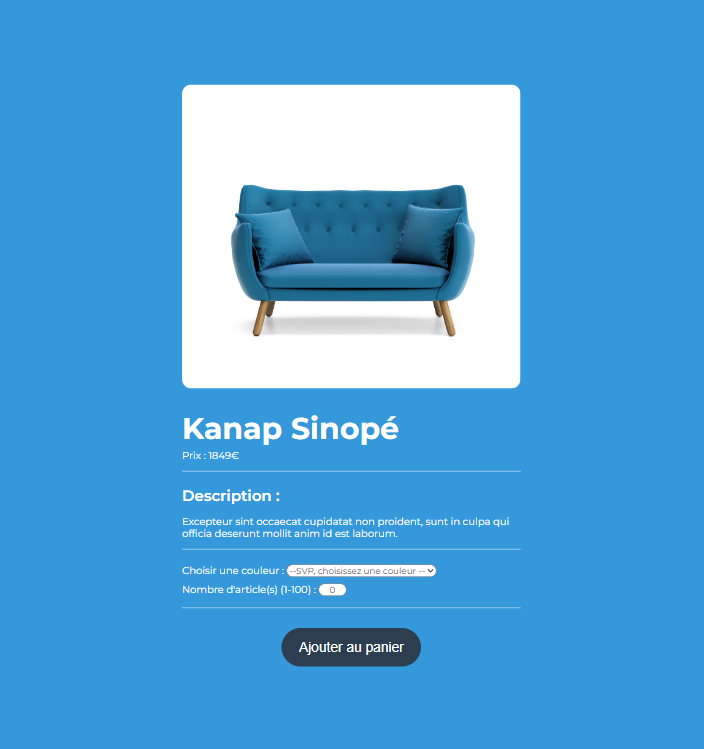 Kanap Sinopé
Prix : 1849€
Description :
Excepteur sint occaecat cupidatat non proident, sunt in culpa qui
officia deserunt mollit anim id est laborum.
Choisir une couleur : --SVP, choisissez une couleur --
Nombre d'article(s) (1-100) : 0
Ajouter au panier